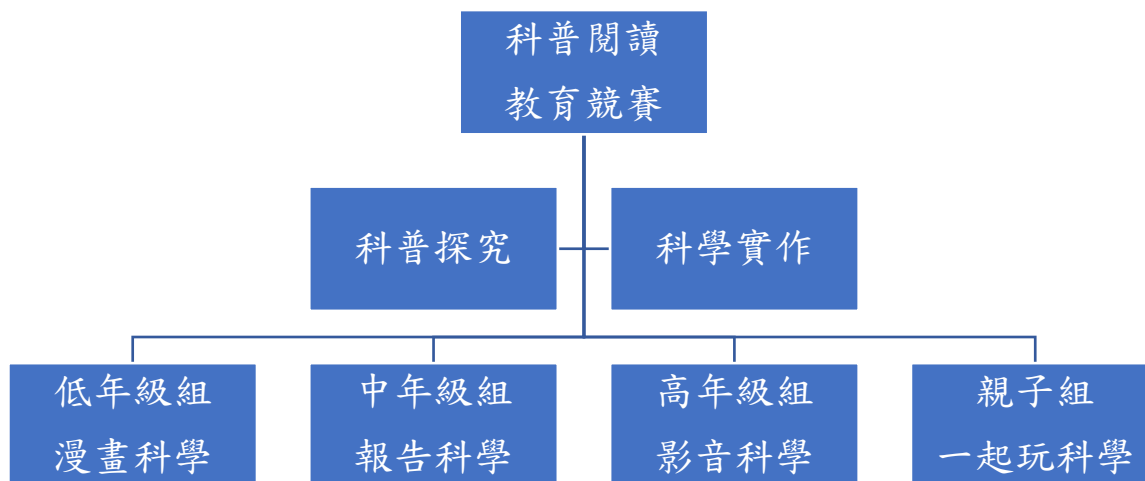 科普閱讀
教育競賽
科普探究
科學實作
低年級組
漫畫科學
中年級組
報告科學
高年級組
影音科學
親子組
一起玩科學